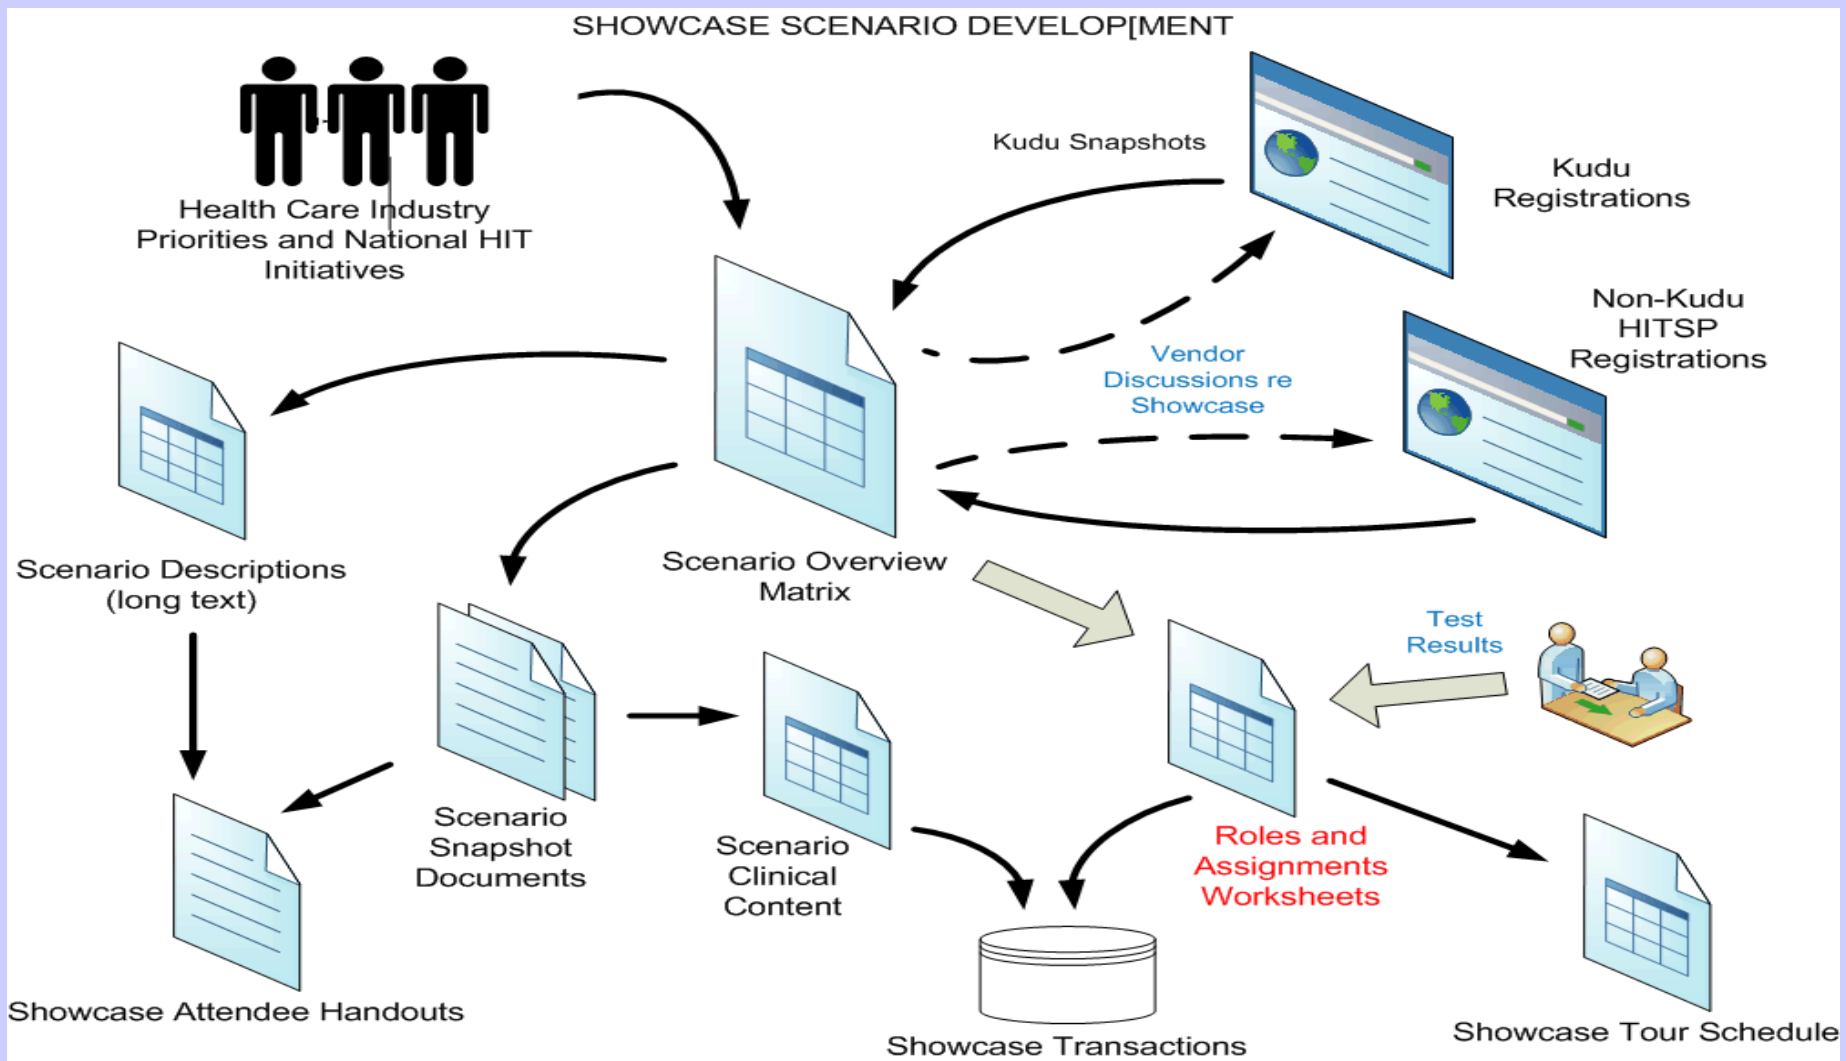 SHOWCASE SCENARIO DEVELOP[MENT
Kudu Snapshots
Kudu
Registrations
Health Care Industry
Priorities and National HIT
Initiatives
Non-Kudu
HITSP
Registrations
Vendor
Discussions re
Showcase
Scenario Overview
Matrix
Scenario Descriptions
(long text)
Test
Results
Scenario
Snapshot
Documents
Scenario
Clinical
Content
Roles and
Assignments
Worksheets
Showcase Attendee Handouts
Showcase Transactions
Showcase Tour Schedule